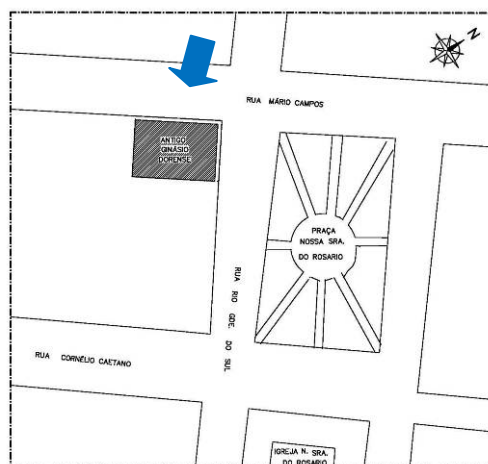 N
RUA MÁRIO CAMPOS
ANTIGO
GINÁSIO
DORENSE
PRAÇA
NOSSA SRA.
DO ROSARIO
RUA RIO GDE. DO SUL
RUA CORNÉLIO CAETANO
IGREJA N. SRA.
DO ROSARIO